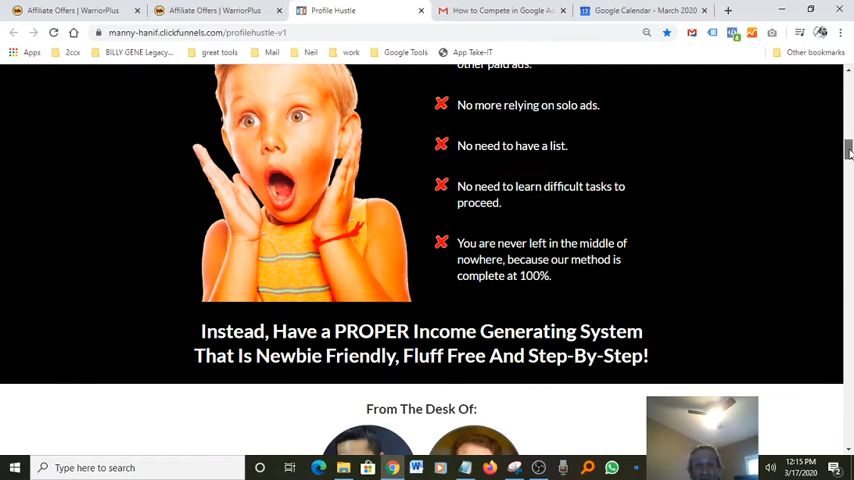 Affiliate Offers | WarriorPlus
Affiliate Offers | WarriorPlus
Profile Hustle
How to Compete in Google Ad
Google Calendar - March 2020
manny-hanif.clickfunnels.com/profilehustle-v1
Apps
2ccx
BILLY GENE Legacy...
great tools
Mail
Neil
work
Google Tools
App Take-IT
Other bookmarks
other paid ads.
No more relying on solo ads.
No need to have a list.
No need to learn difficult tasks to
proceed.
You are never left in the middle of
nowhere, because our method is
complete at 100%.
Instead, Have a PROPER Income Generating System
That Is Newbie Friendly, Fluff Free And Step-By-Step!
From The Desk Of:
Type here to search
12:15 PM
3/17/2020
2